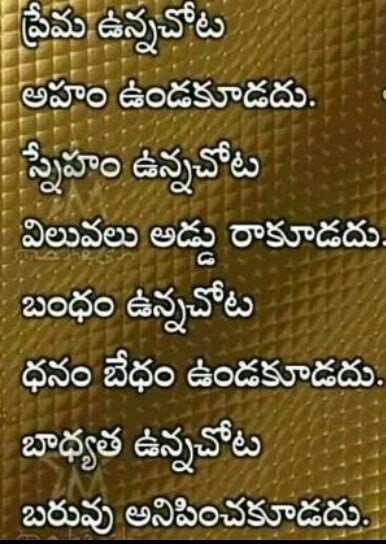 ప్రేమ ఉన్నచోట
అహం ఉండకూడదు.
స్నేహం ఉన్నచోట
విలువలు అడ్డు రాకూడదు.
బంధం ఉన్నచోట
ధనం బేధం ఉండకూడదు.
బాధ్యత ఉన్నచోట
బరువు అనిపించకూడదు.